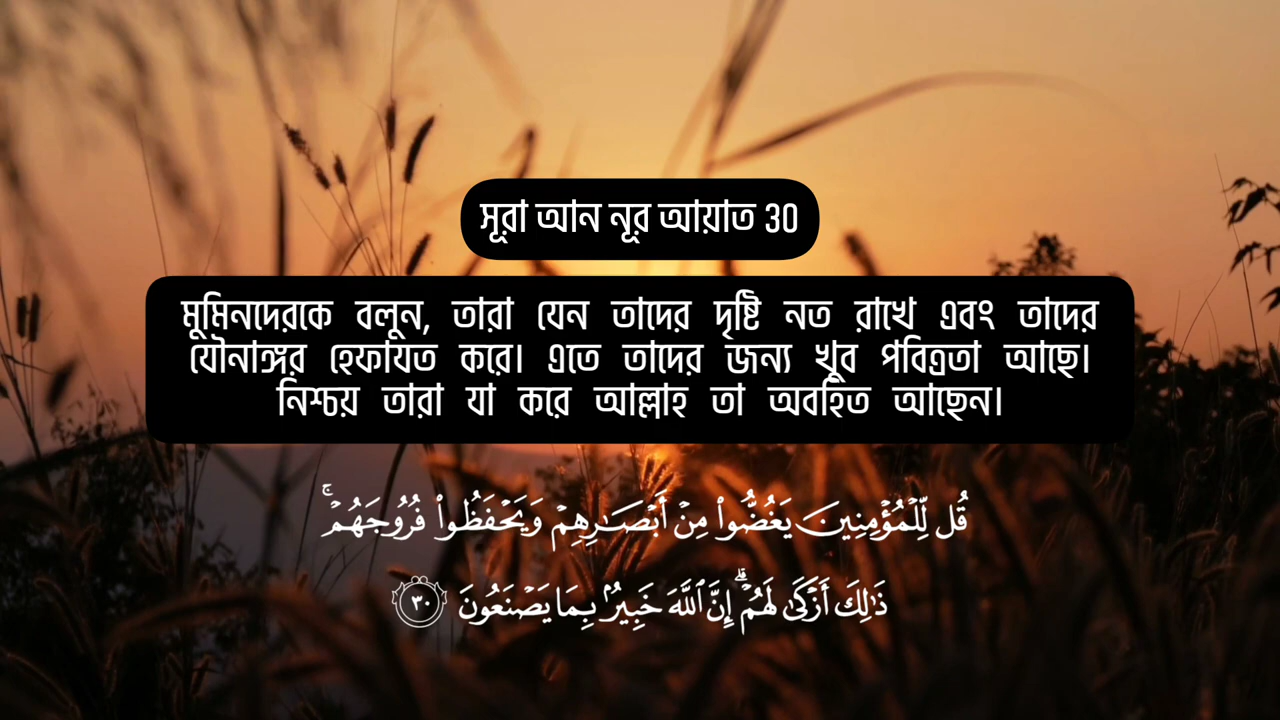 সূরা আন নূর আয়াত 30
মুমিনদেরকে বলুন, তারা যেন তাদের দৃষ্টি নত রাখে এবং তাদের
যৌনাঙ্গর হেফাযত করে। এতে তাদের জন্য খুব পবিত্রতা আছে।
নিশ্চয় তারা যা করে আল্লাহ তা অবহিত আছেন।
قُل لِّلْمُؤْمِنِينَ يَغُضُّوا۟ مِنْ أَبْصَـٰرِهِمْ وَيَحْفَظُوا۟ فُرُوجَهُمْ ۚ
ذَٰلِكَ أَزْكَىٰ لَهُمْ ۗ إِنَّ ٱللَّهَ خَبِيرٌۢ بِمَا يَصْنَعُونَ ٣٠